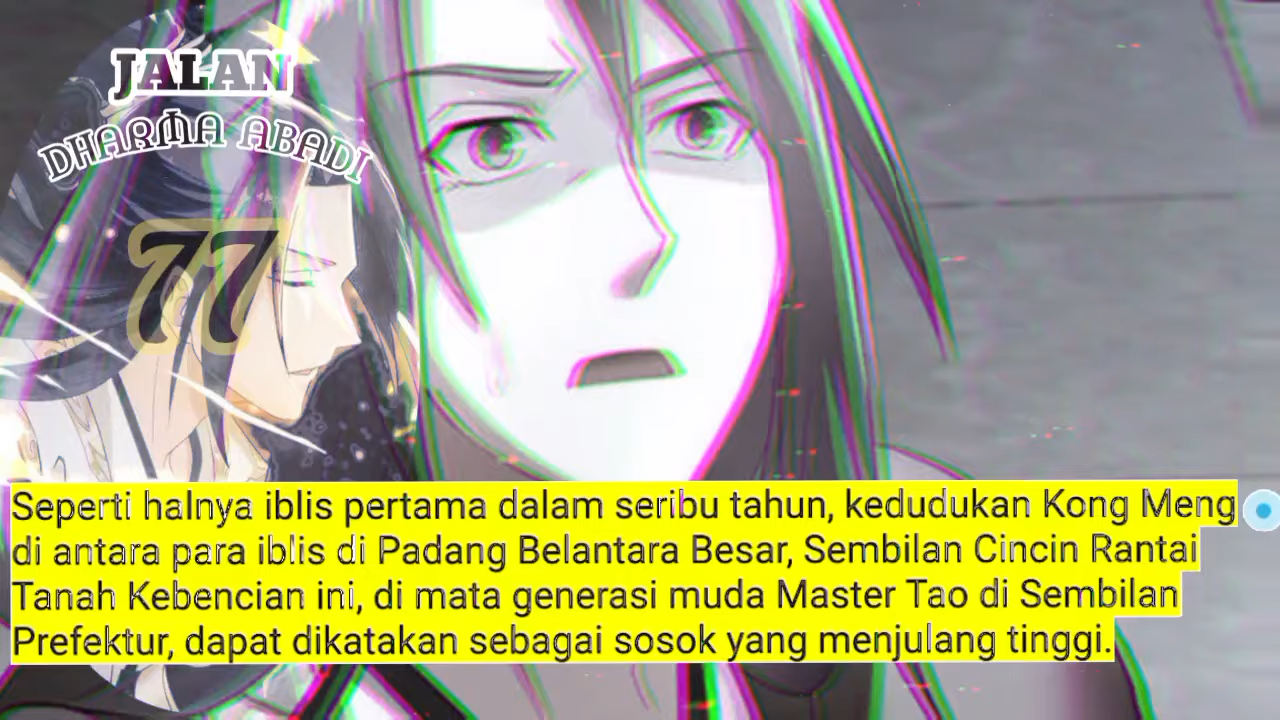 JALAN
DHARMA ABADI
77
Seperti halnya iblis pertama dalam seribu tahun, kedudukan Kong Meng
di antara para iblis di Padang Belantara Besar, Sembilan Cincin Rantai
Tanah Kebencian ini, di mata generasi muda Master Tao di Sembilan
Prefektur, dapat dikatakan sebagai sosok yang menjulang tinggi.